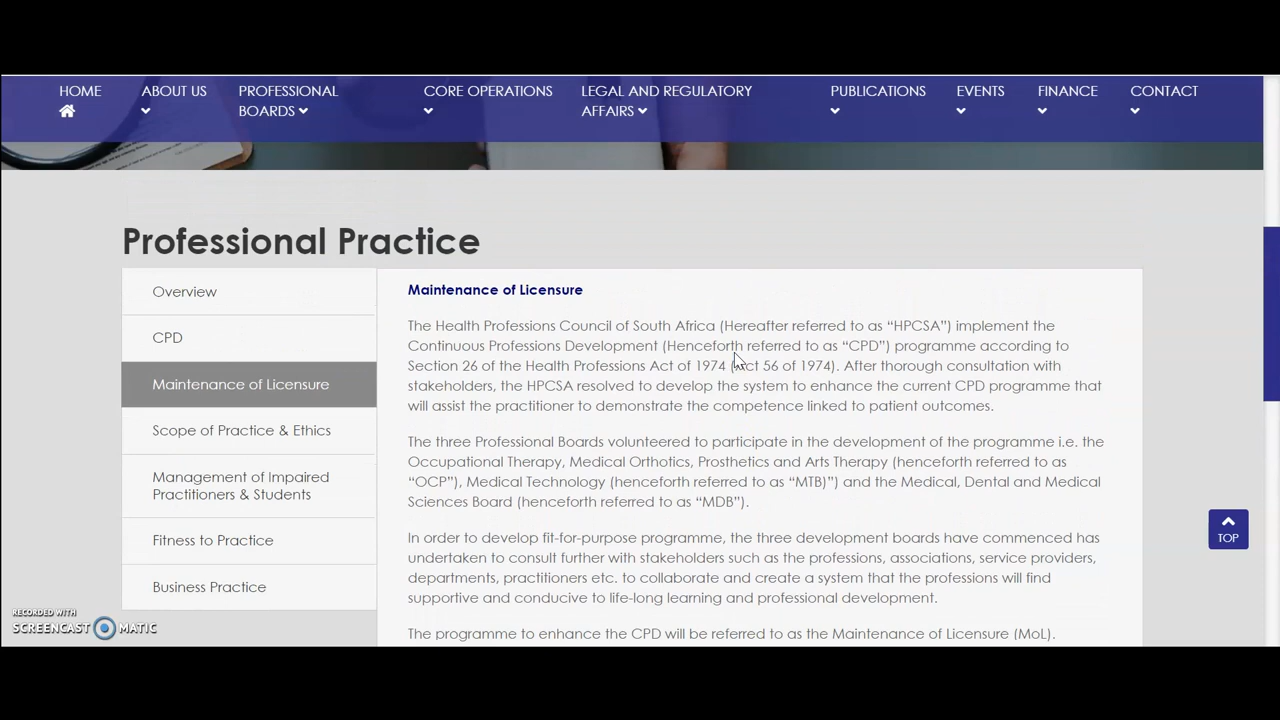 HOME
ABOUT US
PROFESSIONAL
BOARDS
CORE OPERATIONS
LEGAL AND REGULATORY
AFFAIRS
PUBLICATIONS
EVENTS
FINANCE
CONTACT
Professional Practice
Overview
CPD
Maintenance of Licensure
Scope of Practice & Ethics
Management of Impaired
Practitioners & Students
Fitness to Practice
Business Practice
Maintenance of Licensure
The Health Professions Council of South Africa (Hereafter referred to as “HPCSA”) implement the
Continuous Professions Development (Henceforth referred to as “CPD”) programme according to
Section 26 of the Health Professions Act of 1974 (Act 56 of 1974). After thorough consultation with
stakeholders, the HPCSA resolved to develop the system to enhance the current CPD programme that
will assist the practitioner to demonstrate the competence linked to patient outcomes.
The three Professional Boards volunteered to participate in the development of the programme i.e. the
Occupational Therapy, Medical Orthotics, Prosthetics and Arts Therapy (henceforth referred to as
“OCP”), Medical Technology (henceforth referred to as “MTB)”) and the Medical, Dental and Medical
Sciences Board (henceforth referred to as “MDB”).
In order to develop fit-for-purpose programme, the three development boards have commenced has
undertaken to consult further with stakeholders such as the professions, associations, service providers,
departments, practitioners etc. to collaborate and create a system that the professions will find
supportive and conducive to life-long learning and professional development.
The programme to enhance the CPD will be referred to as the Maintenance of Licensure (MoL).
TOP
RECORDED WITH
SCREENCAST MATIC